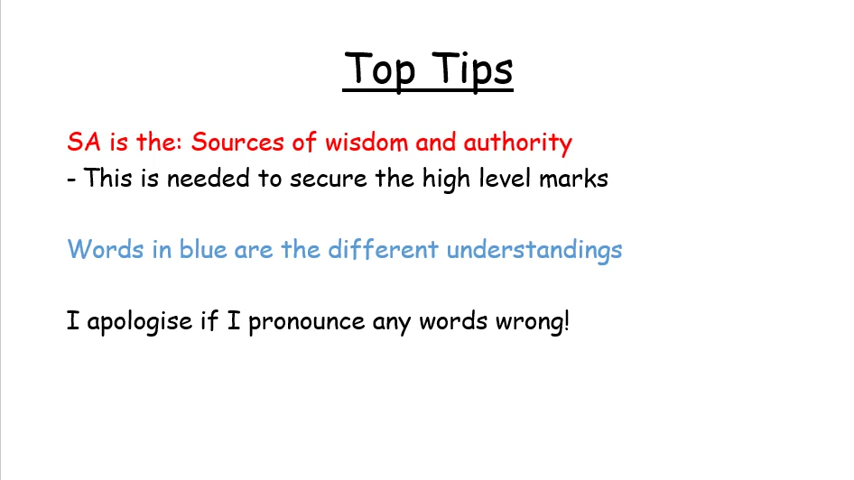 Top Tips
SA is the: Sources of wisdom and authority
- This is needed to secure the high level marks
Words in blue are the different understandings
I apologise if I pronounce any words wrong!